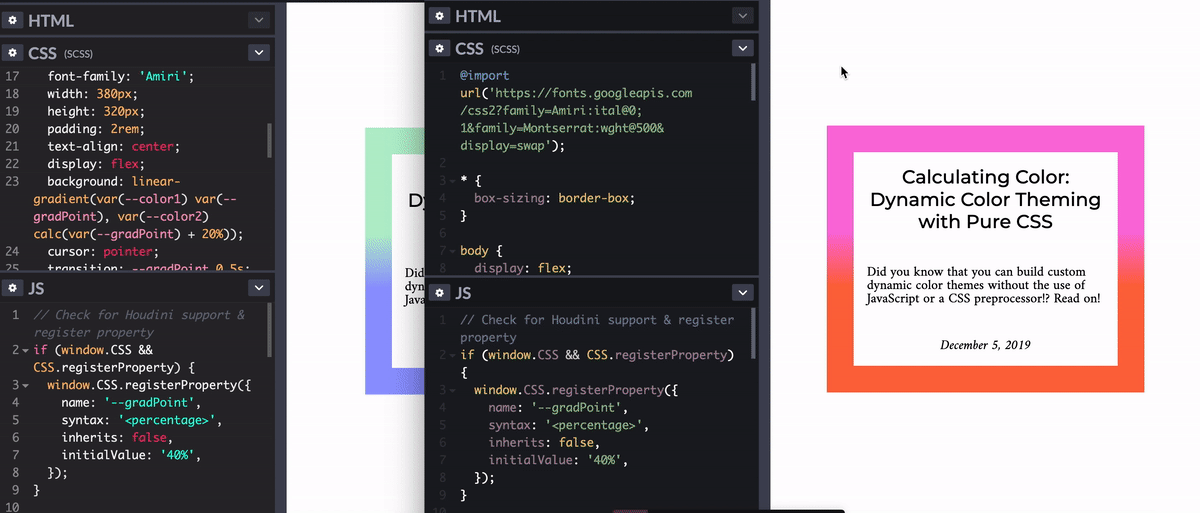 HTML
CSS (SCSS)
17 font-family: 'Amiri';
18 width: 380px;
19 height: 320px;
20 padding: 2rem;
21 text-align: center;
22 display: flex;
23 background: linear-
gradient(var(--color1) var(--
gradPoint), var(--color2)
calc(var(--gradPoint) + 20%));
24 cursor: pointer;
25 transition: --gradPoint 0.5s;
JS
1 // Check for Houdini support &
register property
2 if (window.CSS &&
CSS.registerProperty) {
3 window.CSS.registerProperty({
4 name: '--gradPoint',
5 syntax: '<percentage>',
6 inherits: false,
7 initialValue: '40%',
8 });
9 }
10
Dy
Did
dyn
Java
HTML
CSS (SCSS)
1 @import
url('https://fonts.googleapis.com
/css2?family=Amiri:ital@0;
1&family=Montserrat:wght@500&
display=swap');
2
3 * {
4 box-sizing: border-box;
5 }
6
7 body {
8 display: flex;
JS
1 // Check for Houdini support & register
property
2 if (window.CSS && CSS.registerProperty)
{
3 window.CSS.registerProperty({
4 name: '--gradPoint',
5 syntax: '<percentage>',
6 inherits: false,
7 initialValue: '40%',
8 });
9 }
10
Calculating Color:
Dynamic Color Theming
with Pure CSS
Did you know that you can build custom
dynamic color themes without the use of
JavaScript or a CSS preprocessor!? Read on!
December 5, 2019